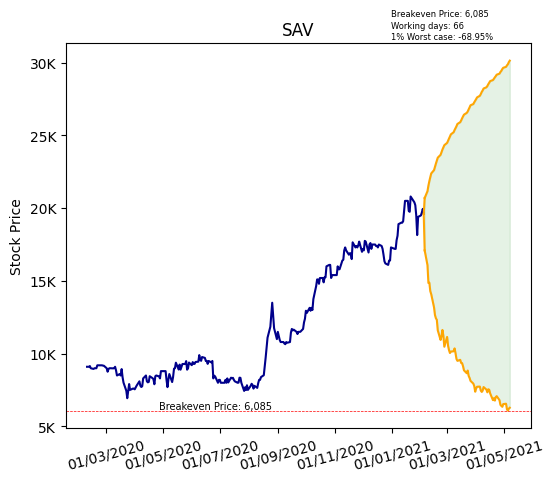 Breakeven Price: 6,085
Working days: 66
1% Worst case: -68.95%
SAV
Stock Price
30K
25K
20K
15K
10K
5K
Breakeven Price: 6,085
01/03/2020
01/05/2020
01/07/2020
01/09/2020
01/11/2020
01/01/2021
01/03/2021
01/05/2021